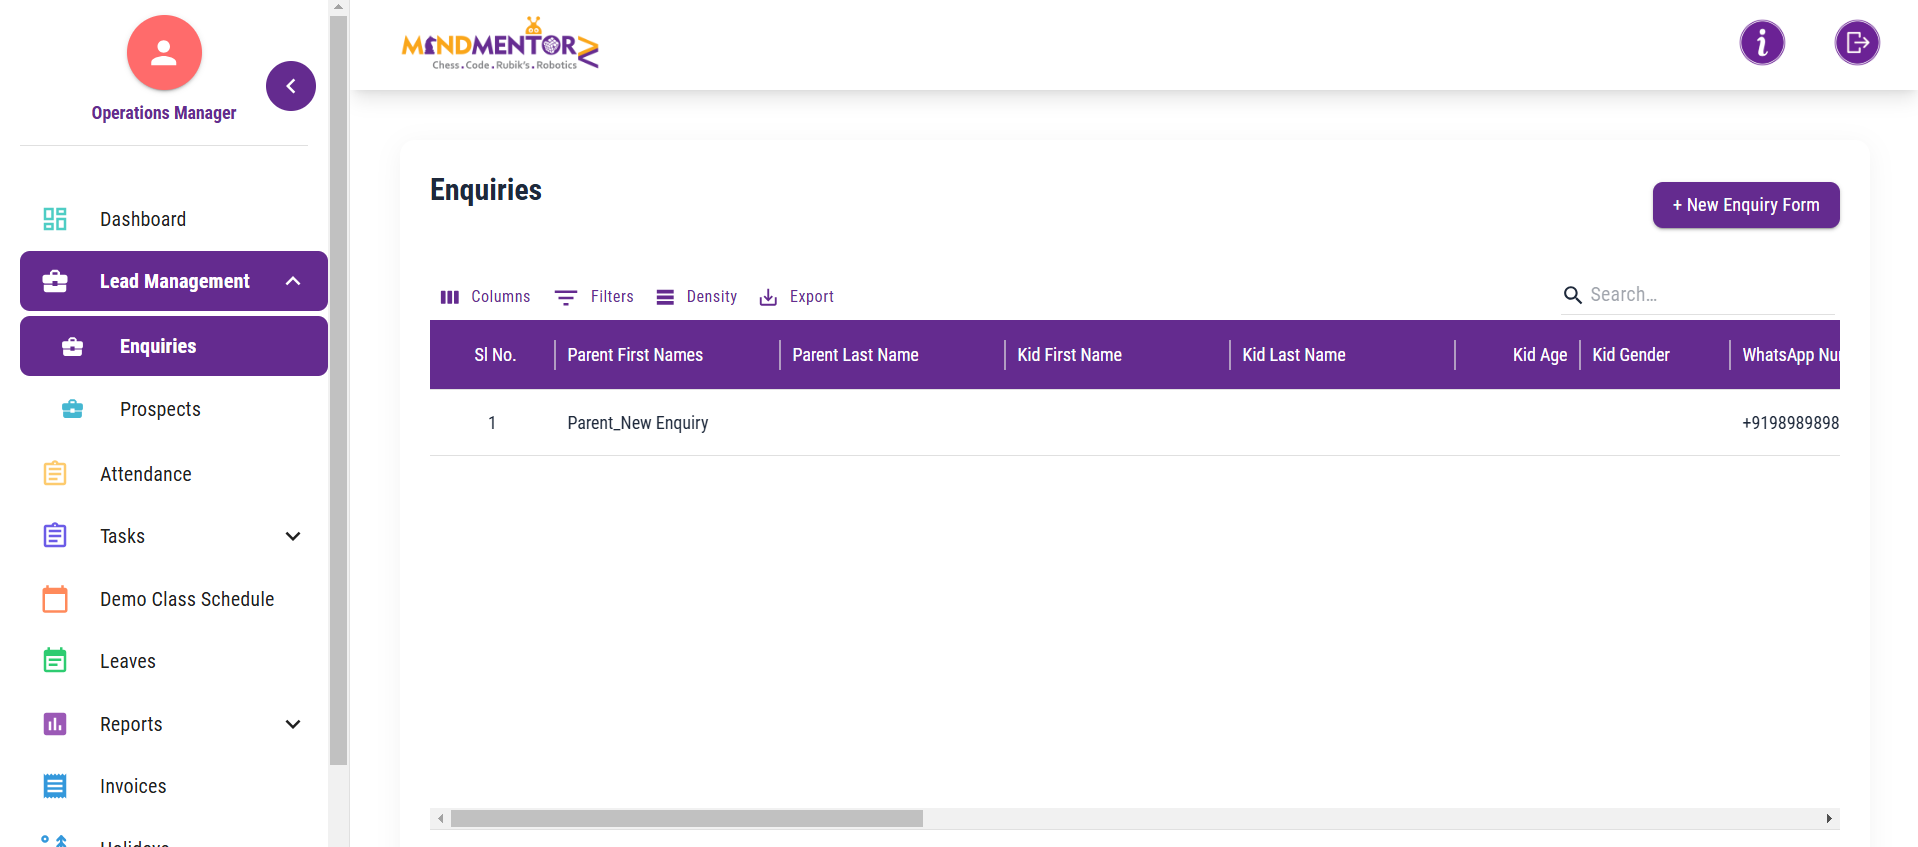 Operations Manager
Dashboard
Lead Management
Enquiries
Prospects
Attendance
Tasks
Demo Class Schedule
Leaves
Reports
Invoices
Holidays
MINDMENTORZ
Chess.Code.Rubik's.Robotics
Enquiries
+ New Enquiry Form
Columns Filters Density Export
Search...
Sl No. Parent First Names Parent Last Name Kid First Name Kid Last Name Kid Age Kid Gender WhatsApp Nu
1 Parent_New Enquiry +9198989898